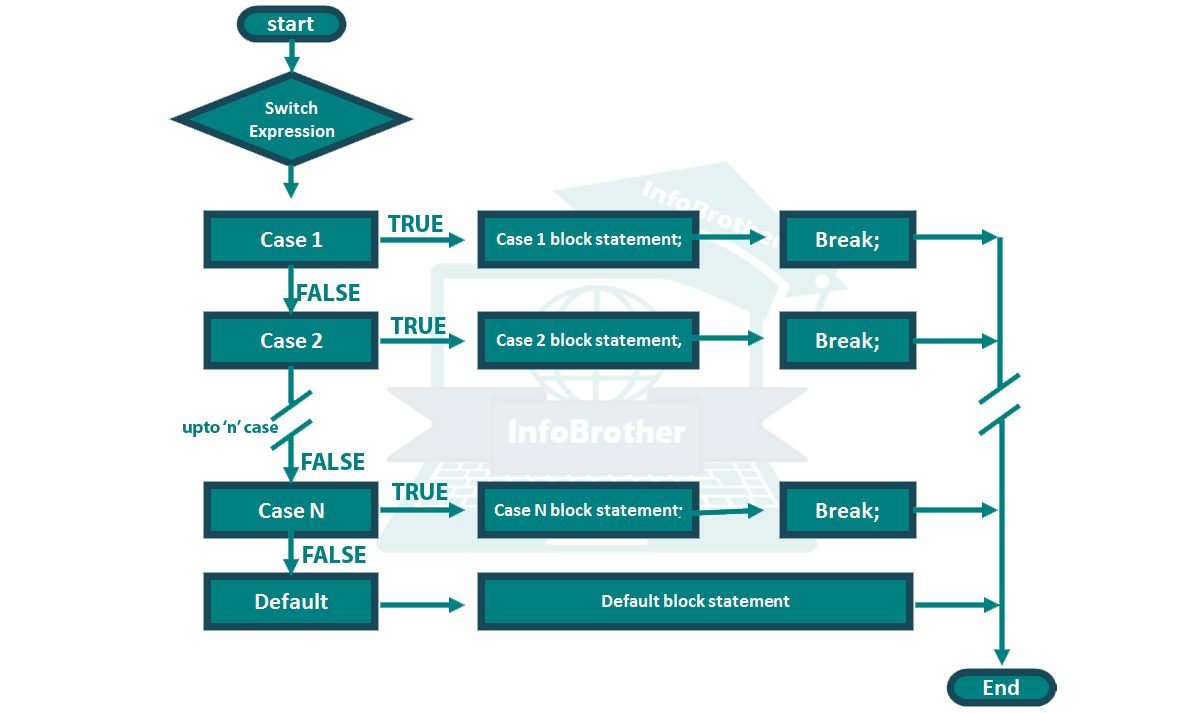 start
Switch
Expression
InfoBrother
Case 1
TRUE
Case 1 block statement;
Break;
FALSE
Case 2
TRUE
Case 2 block statement,
Break;
upto ‘n’ case
InfoBrother
FALSE
Case N
TRUE
Case N block statement;
Break;
FALSE
Default
Default block statement
End